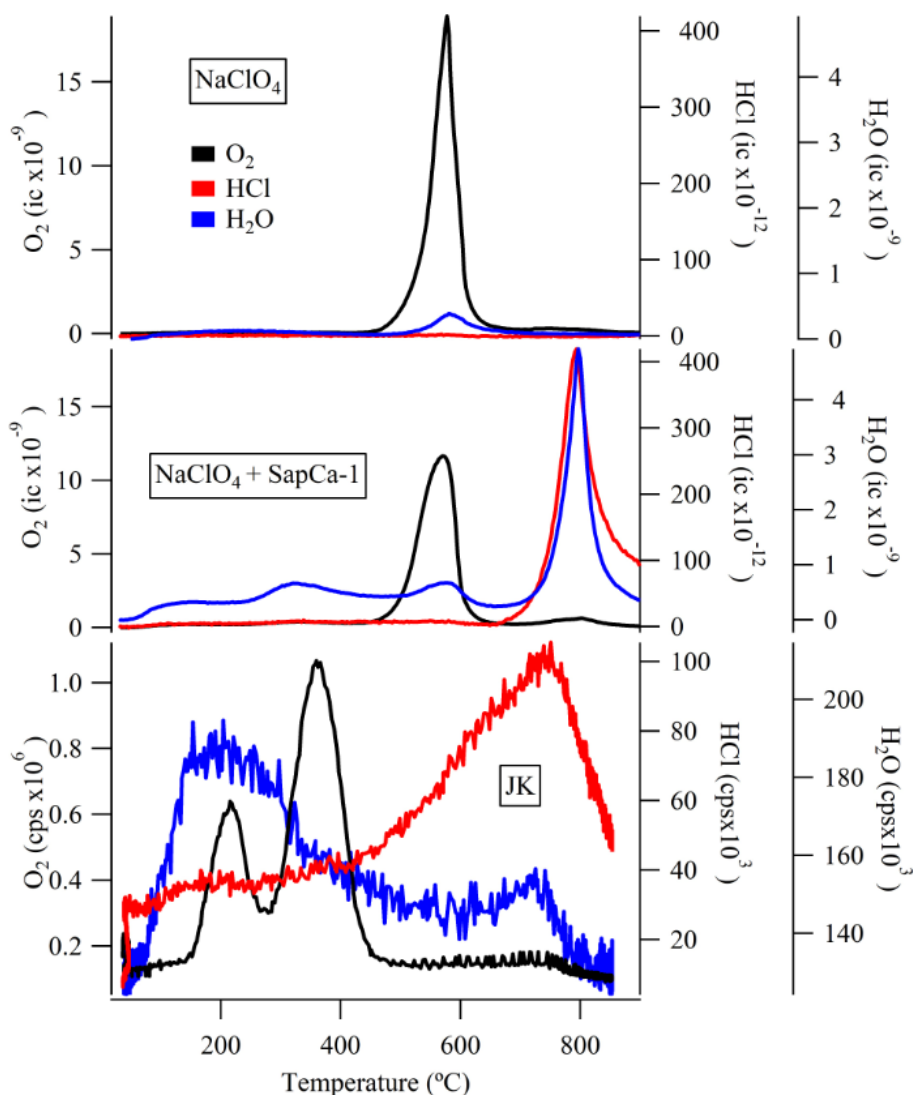 NaClO₄
O₂
HCl
H₂O
15
10
5
0
O₂ (ic x10⁻⁹)
400
300
200
100
0
HCl (ic x10⁻¹²)
4
3
2
1
0
H₂O (ic x10⁻⁹)
NaClO₄ + SapCa-1
15
10
5
0
O₂ (ic x10⁻⁹)
400
300
200
100
0
HCl (ic x10⁻¹²)
4
3
2
1
0
H₂O (ic x10⁻⁹)
JK
1.0
0.8
0.6
0.4
0.2
O₂ (cps x10⁶)
100
80
60
40
20
HCl (cpsx10³)
200
180
160
140
H₂O (cpsx10³)
200
400
600
800
Temperature (ºC)